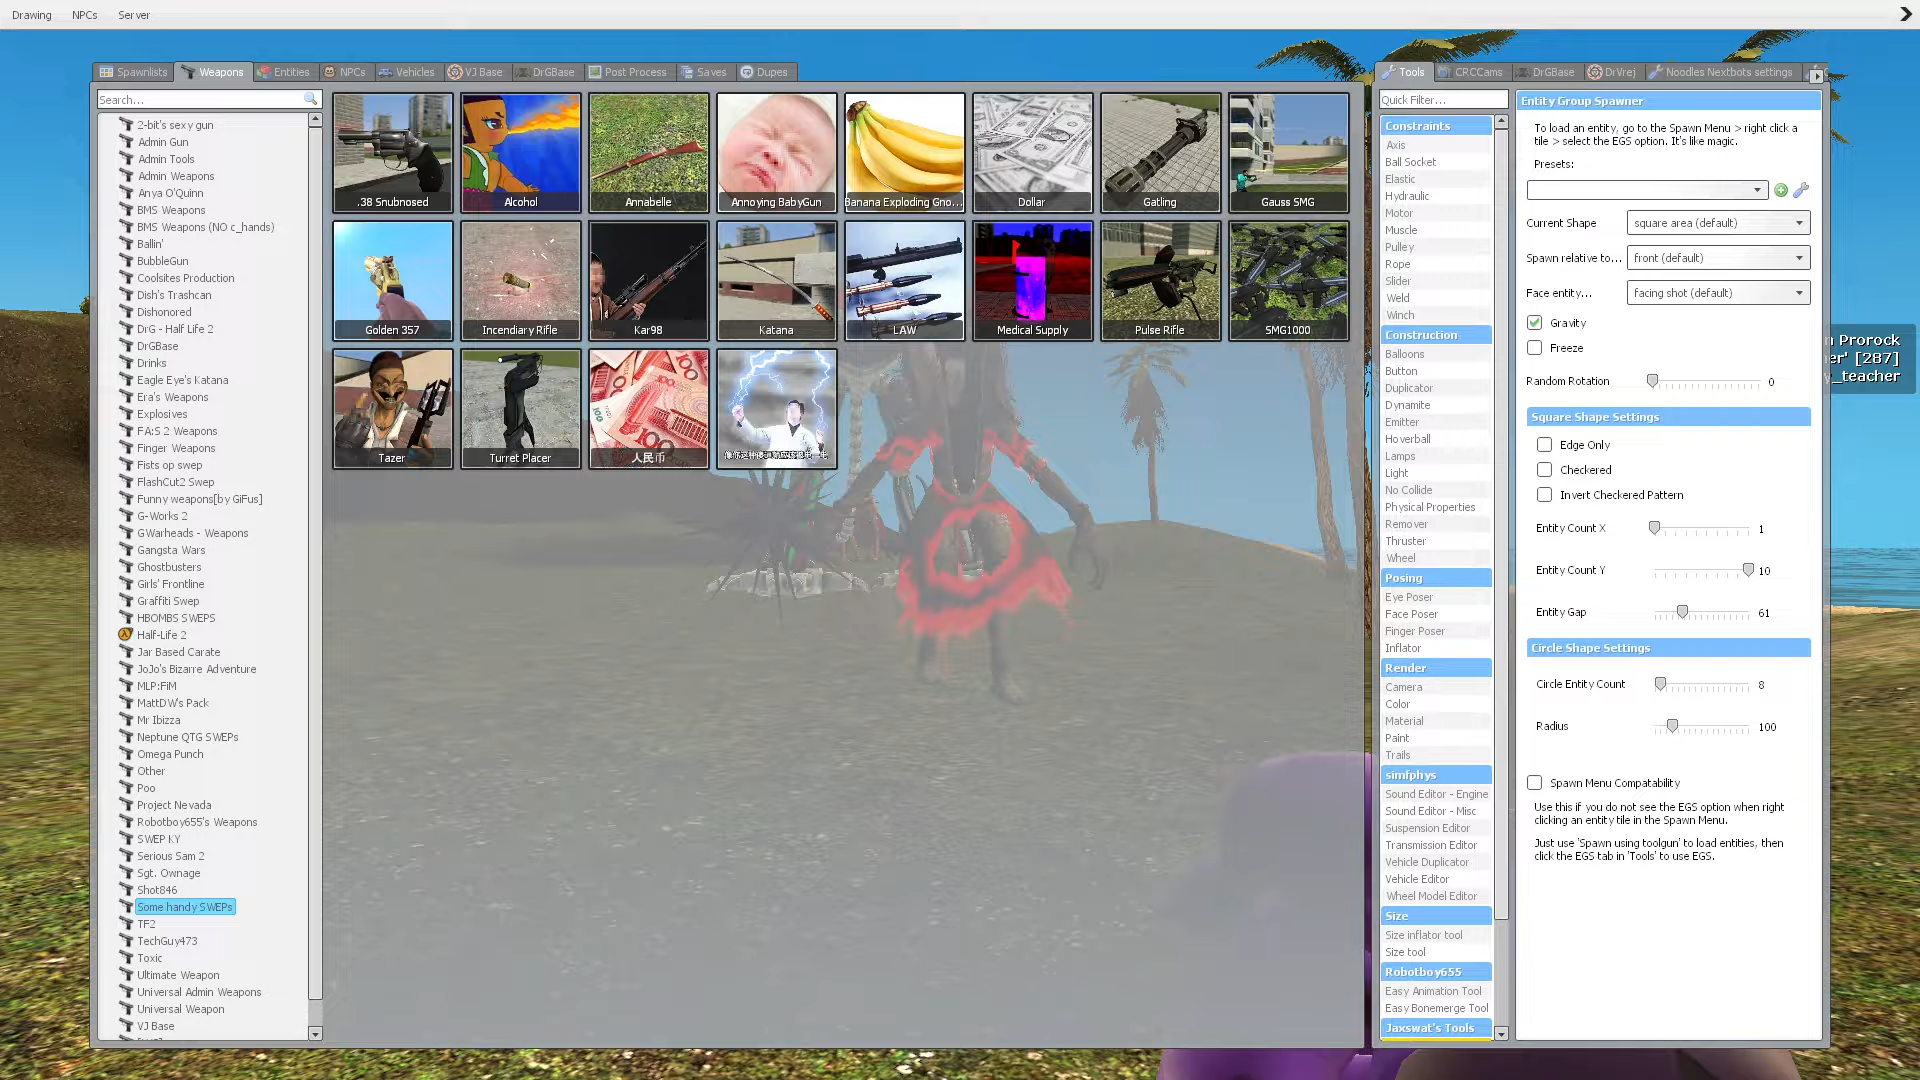 Drawing NPCs Server
Spawnlists Weapons Entities NPCs Vehicles VJ Base DrGBase Post Process Saves Dupes
Search...
2-bit's sexy gun
Admin Gun
Admin Tools
Admin Weapons
Anya O'Quinn
BMS Weapons
BMS Weapons (NO c_hands)
Ballin'
BubbleGun
Coolsites Production
Dish's Trashcan
Dishonored
DrG - Half Life 2
DrGBase
Drinks
Eagle Eye's Katana
Era's Weapons
Explosives
FA:S 2 Weapons
Finger Weapons
Fists op swep
FlashCut2 Swep
Funny weapons[by GiFus]
G-Works 2
GWarheads - Weapons
Gangsta Wars
Ghostbusters
Girls' Frontline
Graffiti Swep
HBOMBS SWEPS
Half-Life 2
Jar Based Carate
JoJo's Bizarre Adventure
MLP:FiM
MattDW's Pack
Mr Ibizza
Neptune QTG SWEPs
Omega Punch
Other
Poo
Project Nevada
Robotboy655's Weapons
SWEP KY
Serious Sam 2
Sgt. Ownage
Shot846
Some handy SWEPs
TF2
TechGuy473
Toxic
Ultimate Weapon
Universal Admin Weapons
Universal Weapon
VJ Base
.38 Snubnosed
Alcohol
Annabelle
Annoying BabyGun
Banana Exploding Gno...
Dollar
Gatling
Gauss SMG
Golden 357
Incendiary Rifle
Kar98
Katana
LAW
Medical Supply
Pulse Rifle
SMG1000
Tazer
Turret Placer
人民币
Tools CRCCams DrGBase DrVrej Noodles Nextbots settings
Quick Filter...
Constraints
Axis
Ball Socket
Elastic
Hydraulic
Motor
Muscle
Pulley
Rope
Slider
Weld
Winch
Construction
Balloons
Button
Duplicator
Dynamite
Emitter
Hoverball
Lamps
Light
No Collide
Physical Properties
Remover
Thruster
Wheel
Posing
Eye Poser
Face Poser
Finger Poser
Inflator
Render
Camera
Color
Material
Paint
Trails
simfphys
Sound Editor - Engine
Sound Editor - Misc
Suspension Editor
Transmission Editor
Vehicle Duplicator
Vehicle Editor
Wheel Model Editor
Size
Size inflator tool
Size tool
Robotboy655
Easy Animation Tool
Easy Bonemerge Tool
Jaxswat's Tools
Entity Group Spawner
To load an entity, go to the Spawn Menu > right click a
tile > select the EGS option. It's like magic.
Presets:
Current Shape square area (default)
Spawn relative to... front (default)
Face entity... facing shot (default)
Gravity
Freeze
Random Rotation 0
Square Shape Settings
Edge Only
Checkered
Invert Checkered Pattern
Entity Count X 1
Entity Count Y 10
Entity Gap 61
Circle Shape Settings
Circle Entity Count 8
Radius 100
Spawn Menu Compatability
Use this if you do not see the EGS option when right
clicking an entity tile in the Spawn Menu.
Just use 'Spawn using toolgun' to load entities, then
click the EGS tab in 'Tools' to use EGS.
n Prorock
er' [287]
y_teacher